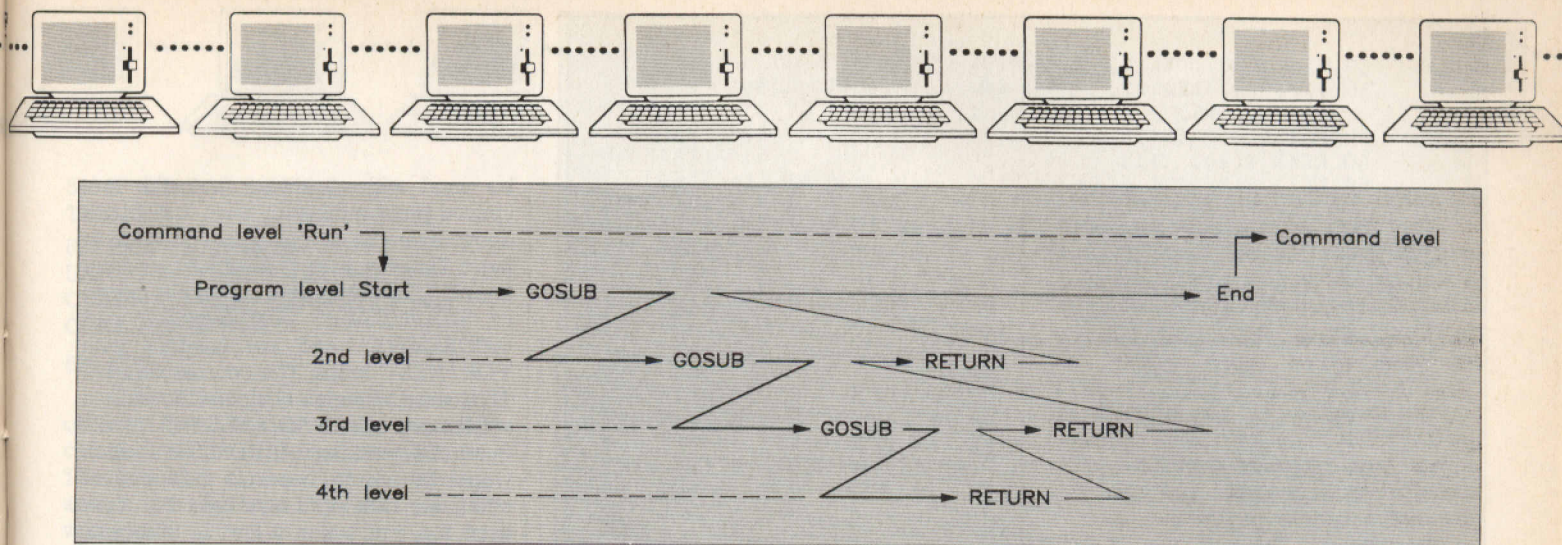 Command level 'Run' Command level
Program level Start GOSUB End
2nd level GOSUB RETURN
3rd level GOSUB RETURN
4th level RETURN